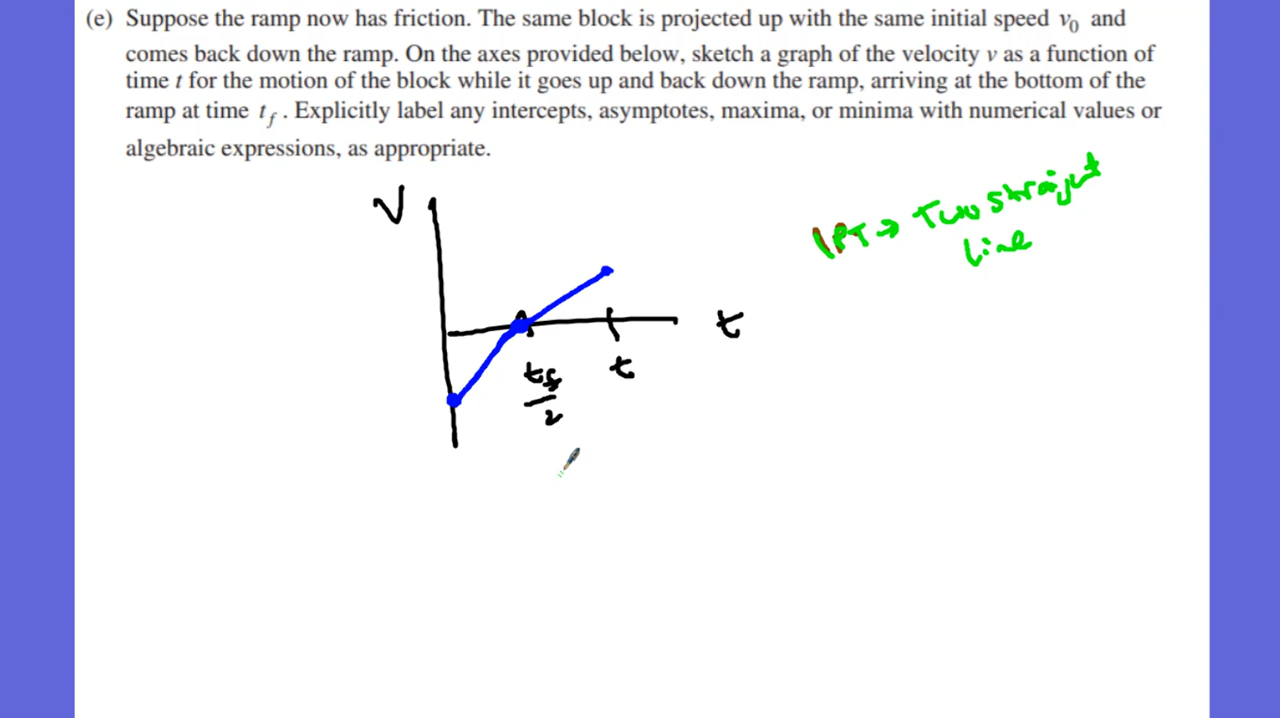 (e) Suppose the ramp now has friction. The same block is projected up with the same initial speed v₀ and
comes back down the ramp. On the axes provided below, sketch a graph of the velocity v as a function of
time t for the motion of the block while it goes up and back down the ramp, arriving at the bottom of the
ramp at time t_f. Explicitly label any intercepts, asymptotes, maxima, or minima with numerical values or
algebraic expressions, as appropriate.
V
1PT → Two straight
Line
t
tf
2
t